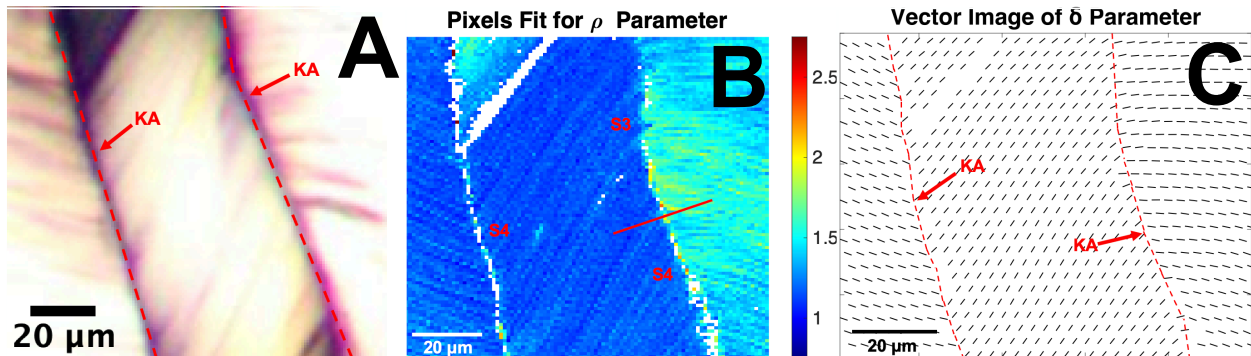 A
KA
KA
20 µm
Pixels Fit for ρ Parameter
B
S3
S4
S4
20 µm
2.5
2
1.5
1
Vector Image of δ̄ Parameter
C
KA
KA
20 µm